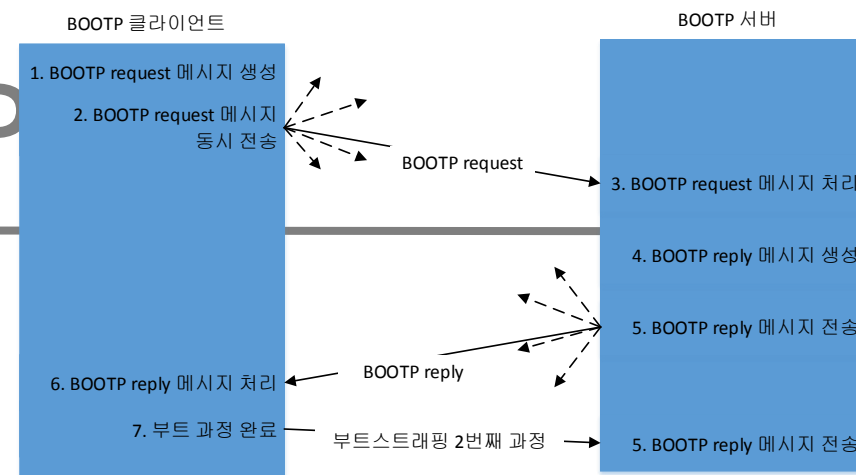 BOOTP 클라이언트
BOOTP 서버
1. BOOTP request 메시지 생성
2. BOOTP request 메시지
동시 전송
BOOTP request
3. BOOTP request 메시지 처리
4. BOOTP reply 메시지 생성
5. BOOTP reply 메시지 전송
BOOTP reply
6. BOOTP reply 메시지 처리
7. 부트 과정 완료
부트스트래핑 2번째 과정
5. BOOTP reply 메시지 전송